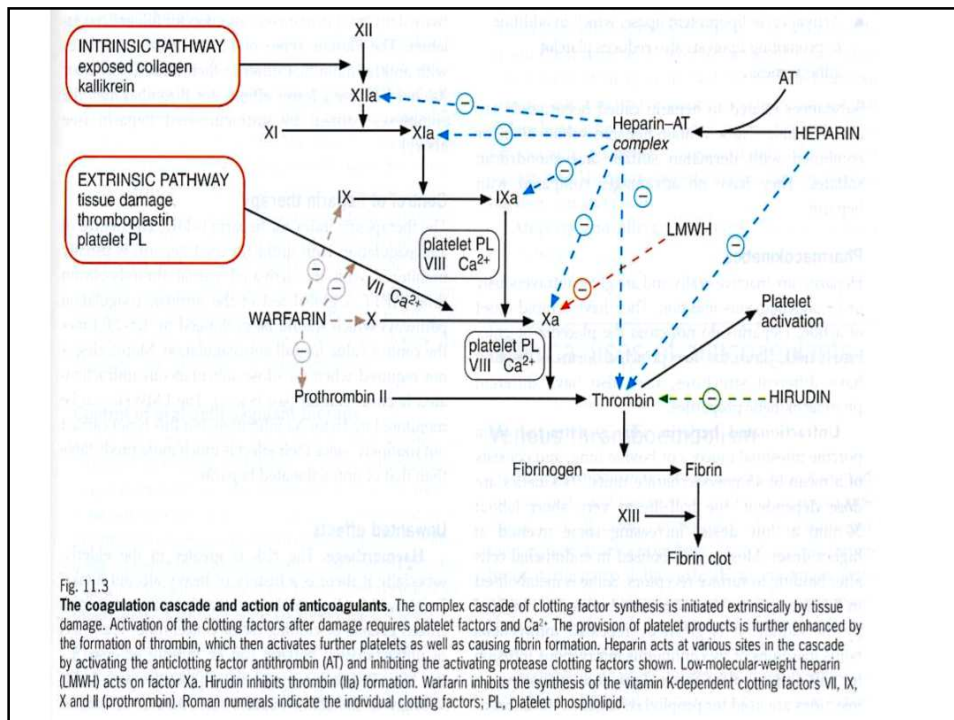 XII
INTRINSIC PATHWAY
exposed collagen
kallikrein
AT
XIIa
Heparin–AT
complex
HEPARIN
XI
XIa
EXTRINSIC PATHWAY
tissue damage
thromboplastin
platelet PL
IX
IXa
LMWH
platelet PL
VIII Ca2+
VII Ca2+
Platelet
activation
WARFARIN
X
Xa
platelet PL
VIII Ca2+
Prothrombin II
Thrombin
HIRUDIN
Fibrinogen
Fibrin
XIII
Fibrin clot
Fig. 11.3
The coagulation cascade and action of anticoagulants. The complex cascade of clotting factor synthesis is initiated extrinsically by tissue
damage. Activation of the clotting factors after damage requires platelet factors and Ca2+ The provision of platelet products is further enhanced by
the formation of thrombin, which then activates further platelets as well as causing fibrin formation. Heparin acts at various sites in the cascade
by activating the anticlotting factor antithrombin (AT) and inhibiting the activating protease clotting factors shown. Low-molecular-weight heparin
(LMWH) acts on factor Xa. Hirudin inhibits thrombin (IIa) formation. Warfarin inhibits the synthesis of the vitamin K-dependent clotting factors VII, IX,
X and II (prothrombin). Roman numerals indicate the individual clotting factors; PL, platelet phospholipid.